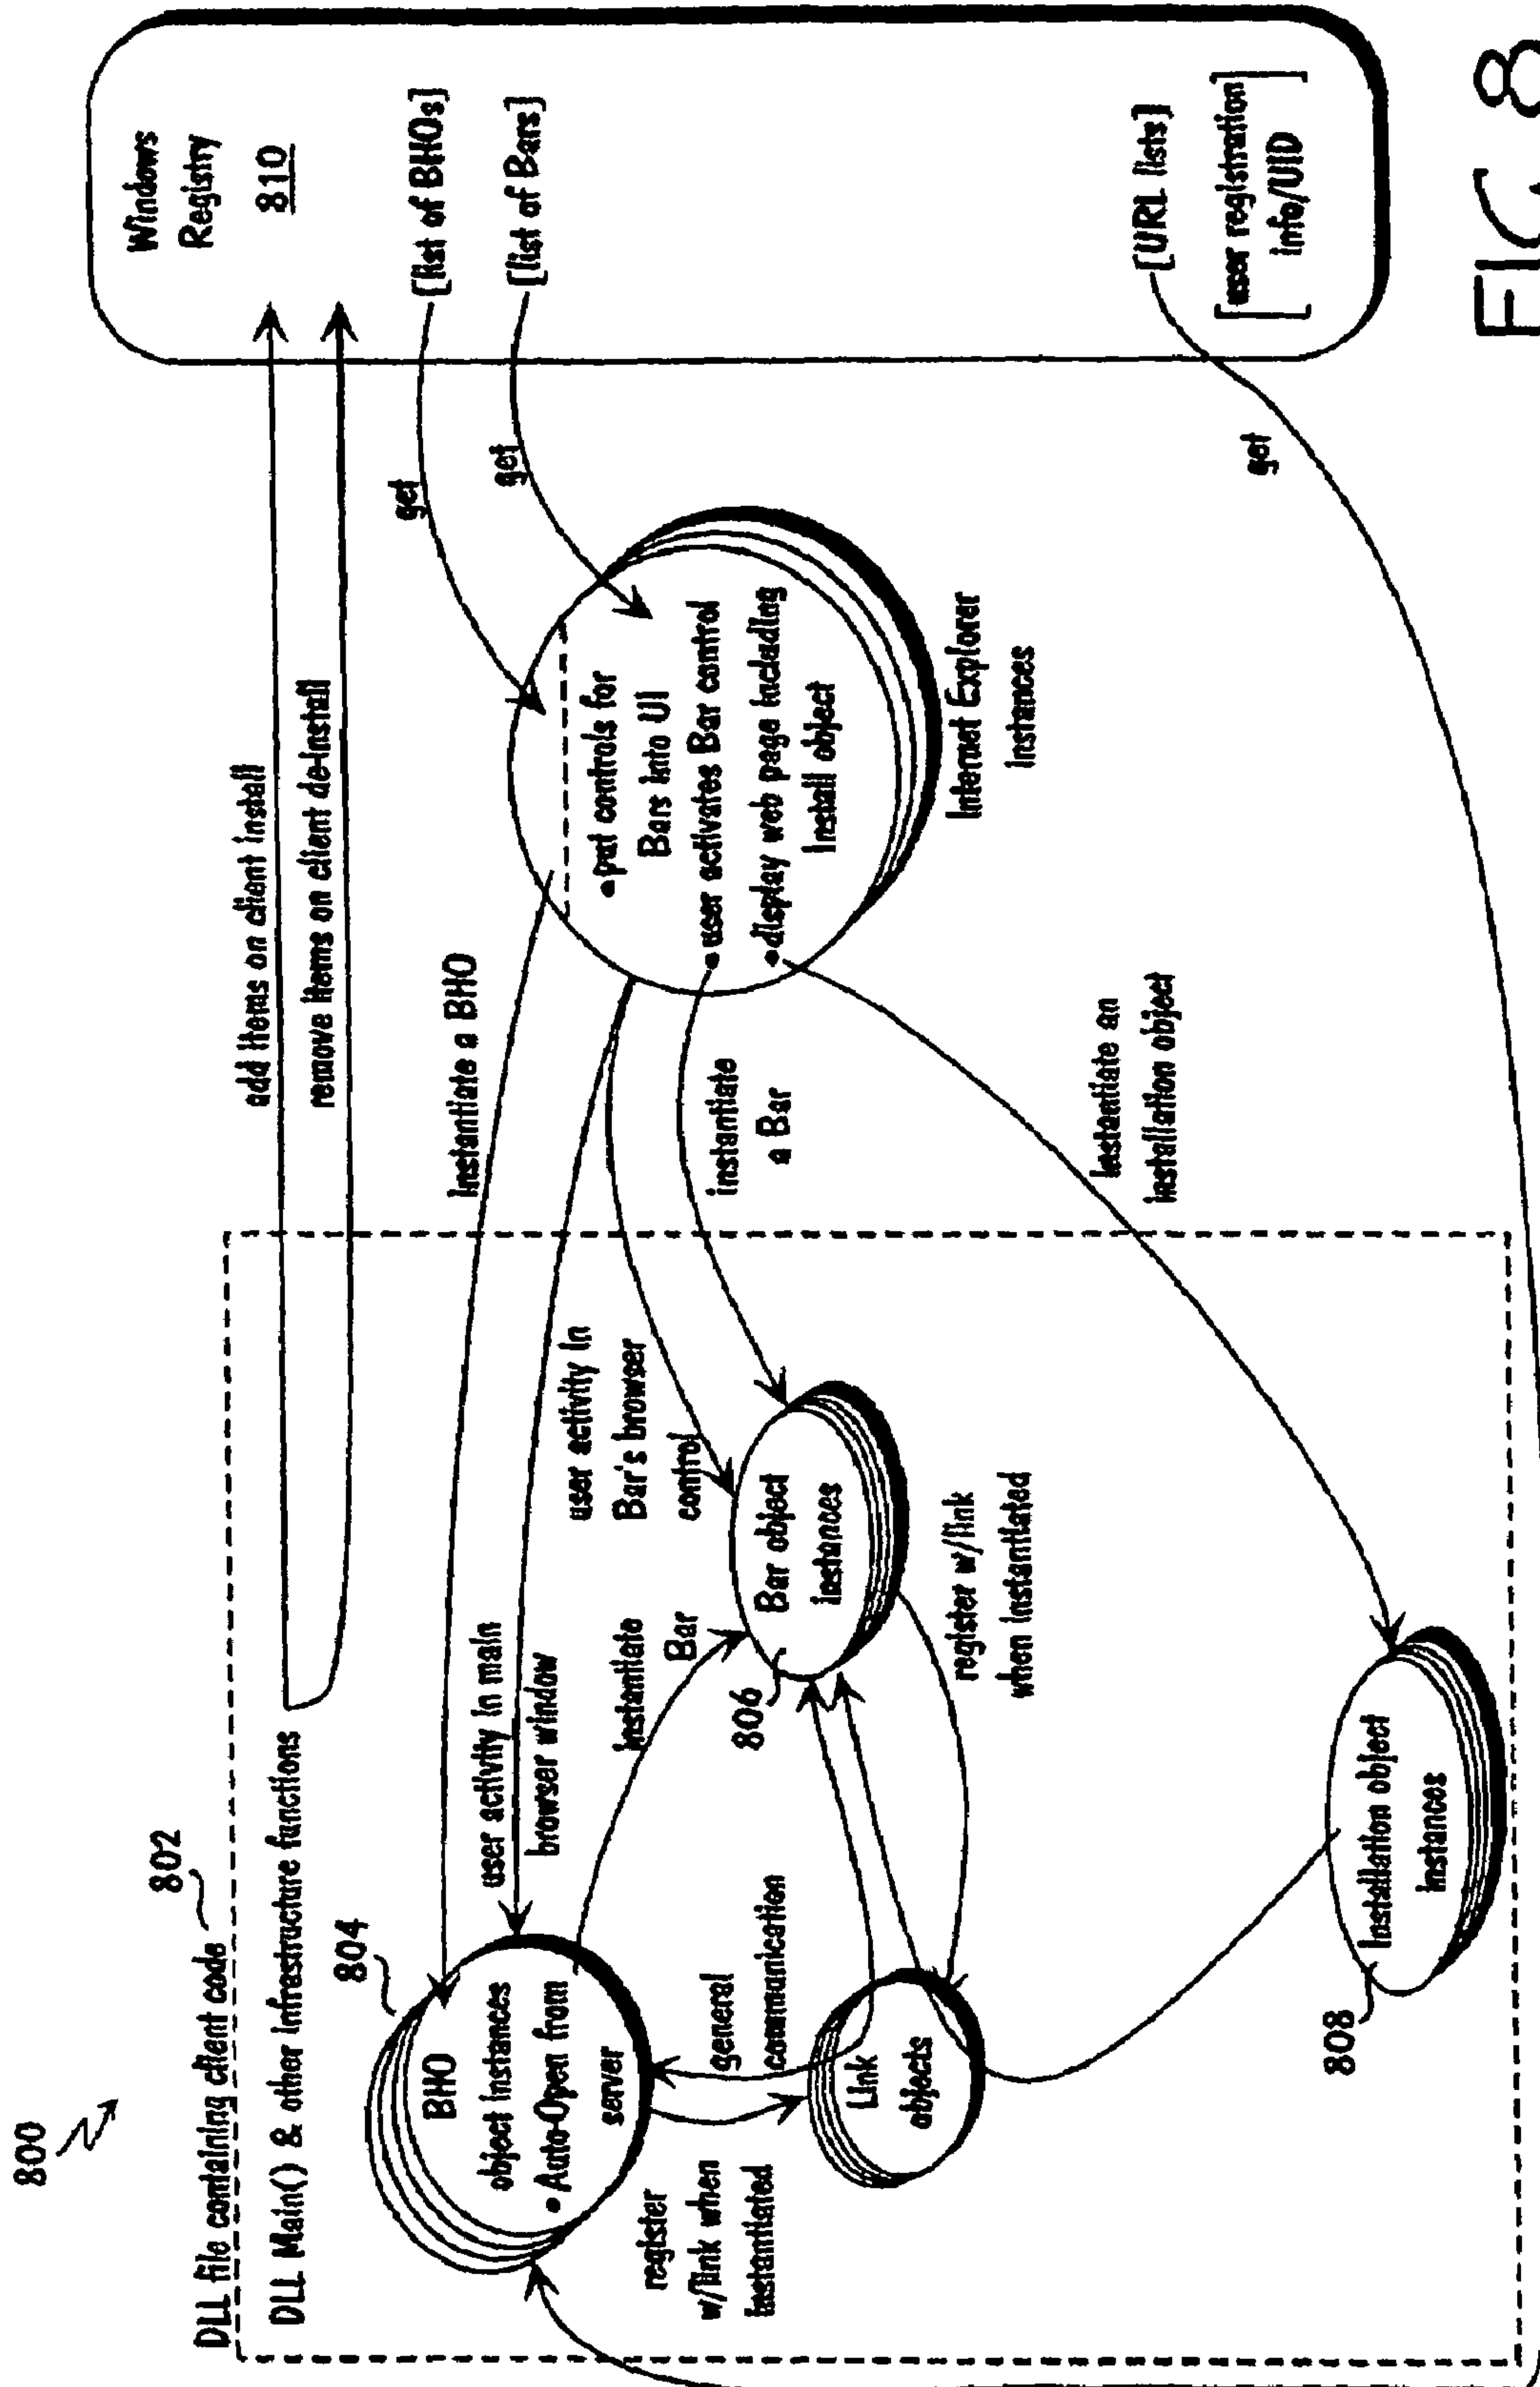 800
DLL file containing client code
802
DLL Main() & other infrastructure functions
add items on client install
remove items on client de-install
Windows
Registry
810
[list of BHOs]
[list of Bars]
get
get
804
BHO
object instances
• Auto-Open from
server
instantiate a BHO
user activity in main
browser window
user activity in
Bar's browser
control
instantiate
Bar
instantiate
a Bar
• put controls for
Bars into UI
• user activates Bar control
• display web page including
install object
Internet Explorer
instances
register
w/link when
instantiated
general
communication
806
Bar object
instances
Link
objects
register w/link
when instantiated
instantiate an
installation object
808
Installation object
instances
get
[URL lists]
[user registration
info/UID]
FIG. 8